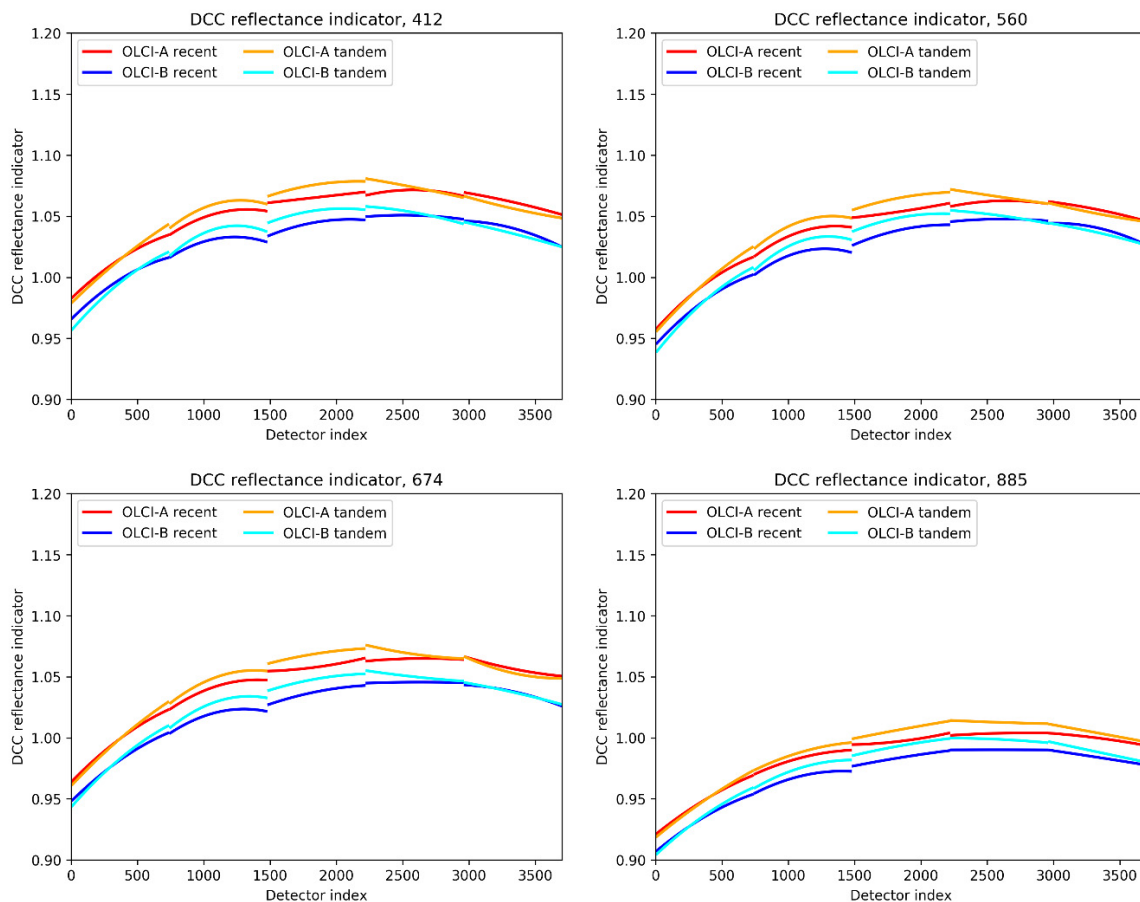 DCC reflectance indicator, 412
1.20
1.15
1.10
1.05
1.00
0.95
0.90
DCC reflectance indicator
OLCI-A recent
OLCI-A tandem
OLCI-B recent
OLCI-B tandem
0 500 1000 1500 2000 2500 3000 3500
Detector index
DCC reflectance indicator, 560
1.20
1.15
1.10
1.05
1.00
0.95
0.90
DCC reflectance indicator
OLCI-A recent
OLCI-A tandem
OLCI-B recent
OLCI-B tandem
0 500 1000 1500 2000 2500 3000 3500
Detector index
DCC reflectance indicator, 674
1.20
1.15
1.10
1.05
1.00
0.95
0.90
DCC reflectance indicator
OLCI-A recent
OLCI-A tandem
OLCI-B recent
OLCI-B tandem
0 500 1000 1500 2000 2500 3000 3500
Detector index
DCC reflectance indicator, 885
1.20
1.15
1.10
1.05
1.00
0.95
0.90
DCC reflectance indicator
OLCI-A recent
OLCI-A tandem
OLCI-B recent
OLCI-B tandem
0 500 1000 1500 2000 2500 3000 3500
Detector index